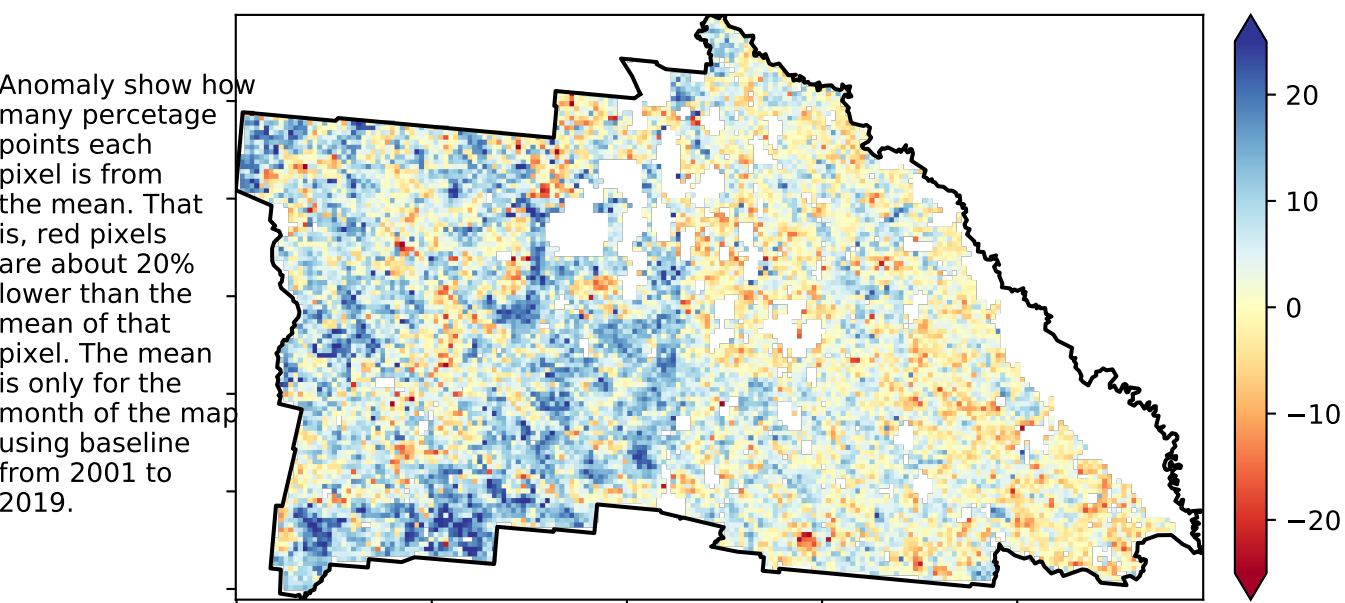 Anomaly show how
many percetage
points each
pixel is from
the mean. That
is, red pixels
are about 20%
lower than the
mean of that
pixel. The mean
is only for the
month of the map
using baseline
from 2001 to
2019.
20
10
0
−10
−20